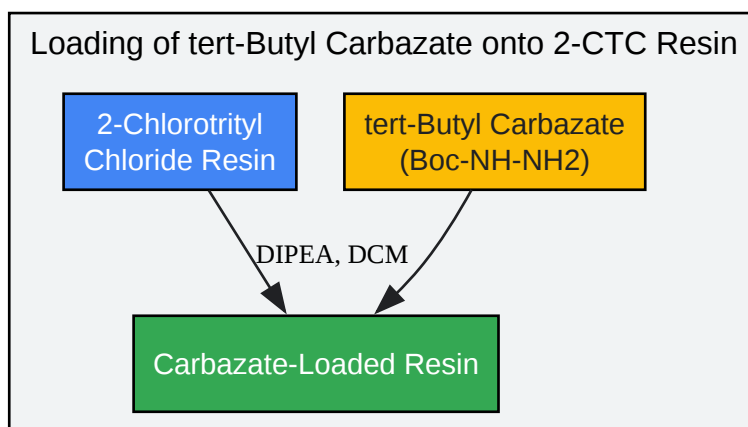 Loading of tert-Butyl Carbazate onto 2-CTC Resin
2-Chlorotrityl
Chloride Resin
tert-Butyl Carbazate
(Boc-NH-NH2)
DIPEA, DCM
Carbazate-Loaded Resin